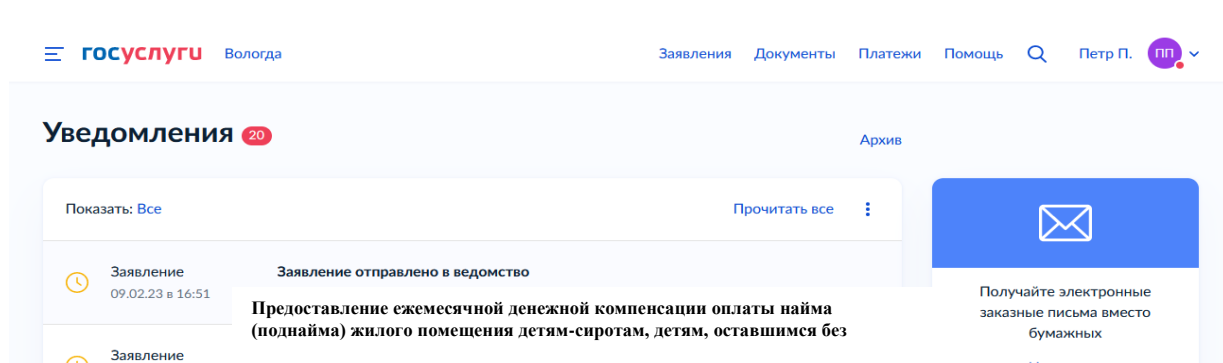 госуслуги Вологда Заявления Документы Платежи Помощь Петр П. ПП
Уведомления 20
Архив
Показать: Все Прочитать все
Заявление Заявление отправлено в ведомство
09.02.23 в 16:51
Предоставление ежемесячной денежной компенсации оплаты найма
(поднайма) жилого помещения детям-сиротам, детям, оставшимся без
Заявление
Получайте электронные
заказные письма вместо
бумажных